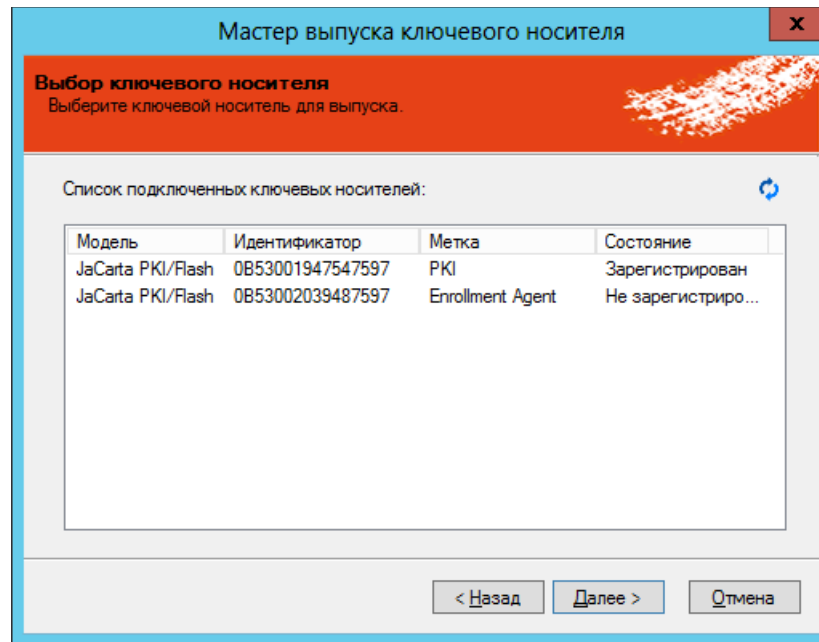 Мастер выпуска ключевого носителя
x
Выбор ключевого носителя
Выберите ключевой носитель для выпуска.
Список подключенных ключевых носителей:
Модель Идентификатор Метка Состояние
JaCarta PKI/Flash 0B53001947547597 PKI Зарегистрирован
JaCarta PKI/Flash 0B53002039487597 Enrollment Agent Не зарегистриро...
< Назад Далее > Отмена